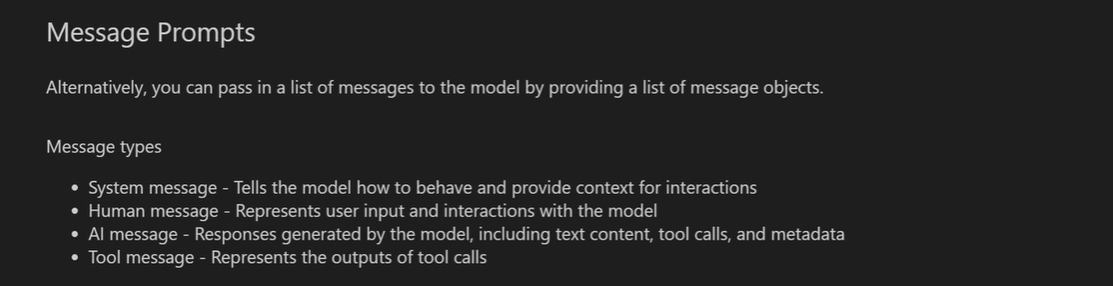 Message Prompts
Alternatively, you can pass in a list of messages to the model by providing a list of message objects.
Message types
• System message - Tells the model how to behave and provide context for interactions
• Human message - Represents user input and interactions with the model
• AI message - Responses generated by the model, including text content, tool calls, and metadata
• Tool message - Represents the outputs of tool calls